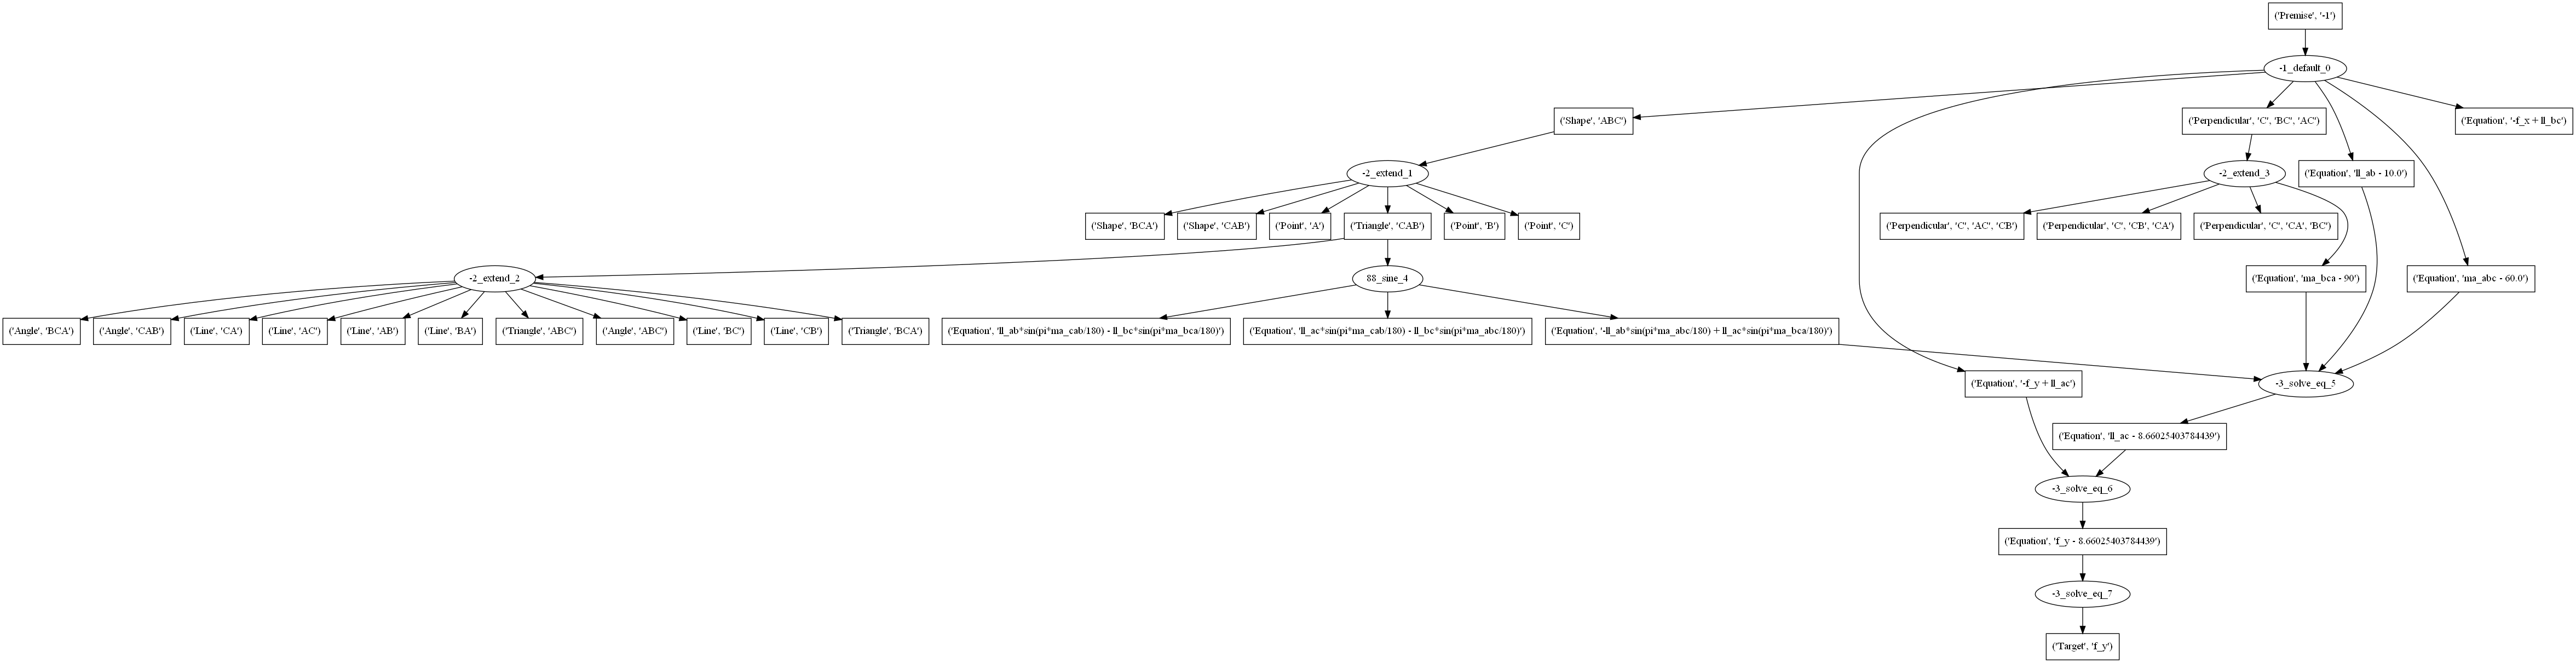 ('Premise', '-1')
-1_default_0
('Shape', 'ABC')
('Perpendicular', 'C', 'BC', 'AC')
('Equation', '-f_x + ll_bc')
-2_extend_1
-2_extend_3
('Equation', 'll_ab - 10.0')
('Shape', 'BCA')
('Shape', 'CAB')
('Point', 'A')
('Triangle', 'CAB')
('Point', 'B')
('Point', 'C')
('Perpendicular', 'C', 'AC', 'CB')
('Perpendicular', 'C', 'CB', 'CA')
('Perpendicular', 'C', 'CA', 'BC')
-2_extend_2
88_sine_4
('Equation', 'ma_bca - 90')
('Equation', 'ma_abc - 60.0')
('Angle', 'BCA')
('Angle', 'CAB')
('Line', 'CA')
('Line', 'AC')
('Line', 'AB')
('Line', 'BA')
('Triangle', 'ABC')
('Angle', 'ABC')
('Line', 'BC')
('Line', 'CB')
('Triangle', 'BCA')
('Equation', 'll_ab*sin(pi*ma_cab/180) - ll_bc*sin(pi*ma_bca/180)')
('Equation', 'll_ac*sin(pi*ma_cab/180) - ll_bc*sin(pi*ma_abc/180)')
('Equation', '-ll_ab*sin(pi*ma_abc/180) + ll_ac*sin(pi*ma_bca/180)')
('Equation', '-f_y + ll_ac')
-3_solve_eq_5
('Equation', 'll_ac - 8.66025403784439')
-3_solve_eq_6
('Equation', 'f_y - 8.66025403784439')
-3_solve_eq_7
('Target', 'f_y')